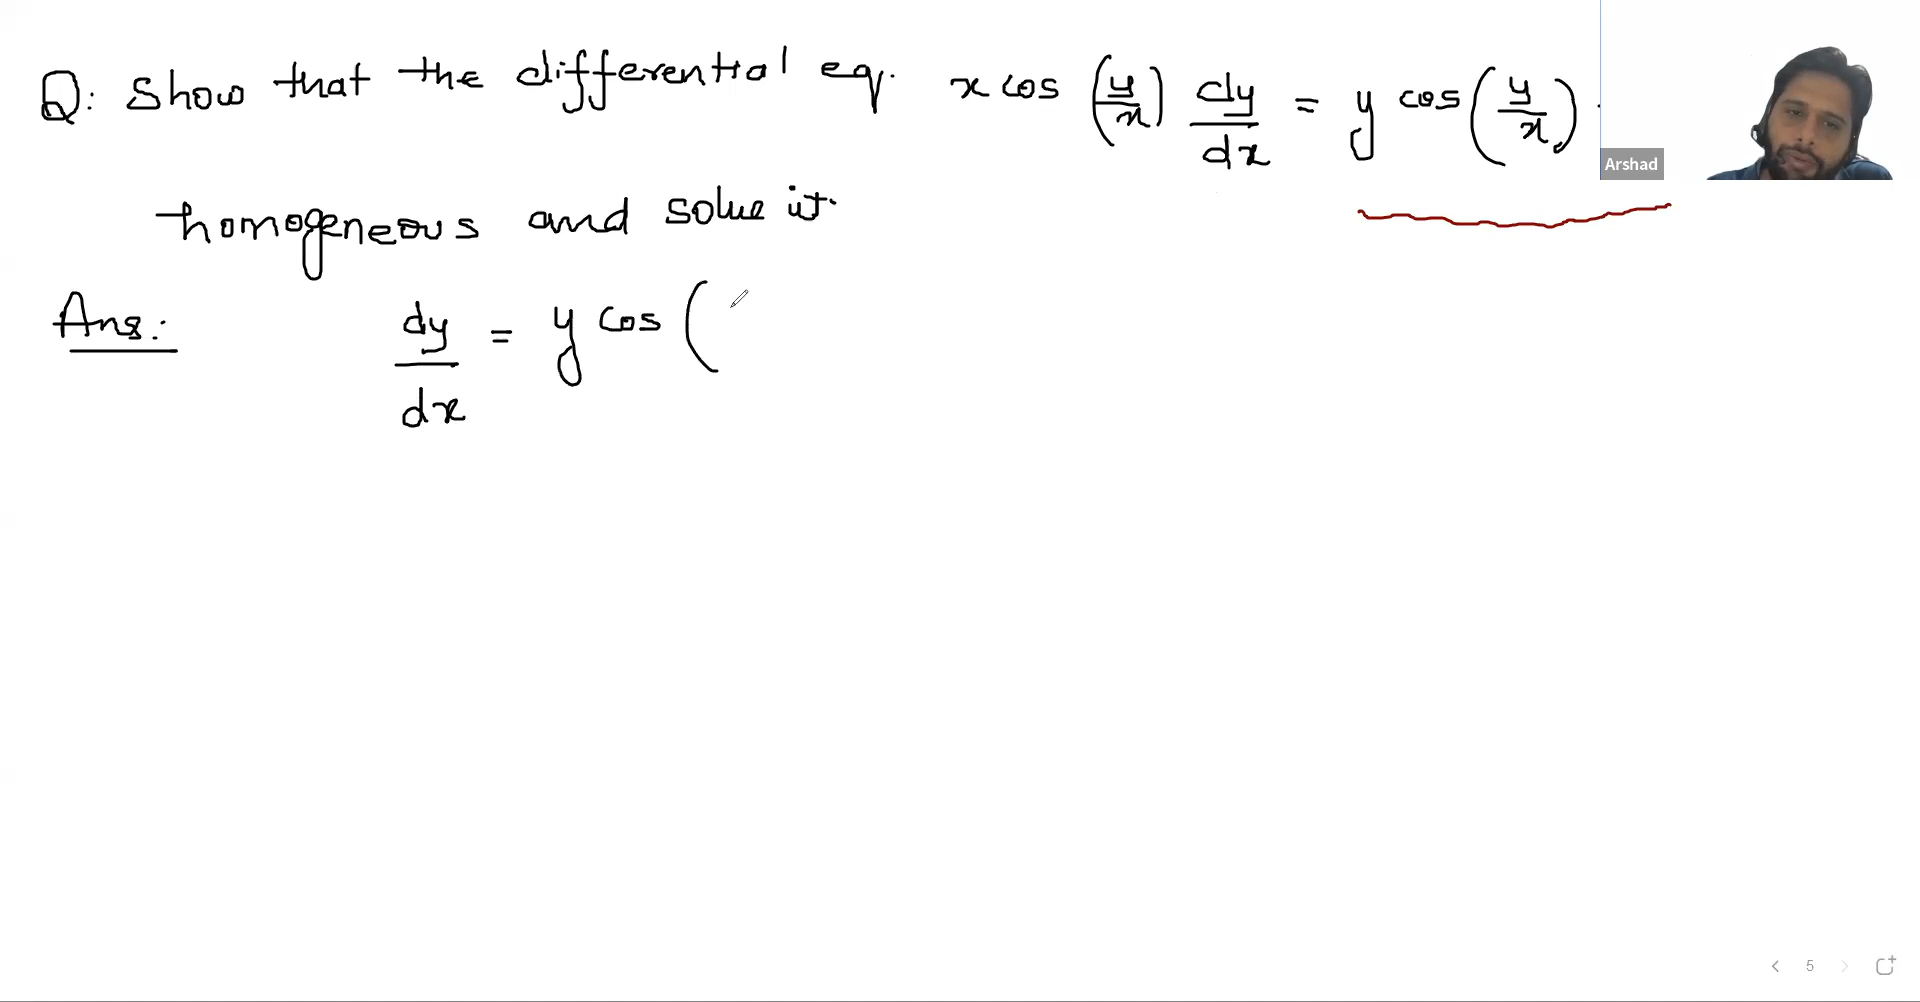 Q: Show that the differential eq. x cos (y/x) dy/dx = y cos (y/x)
homogeneous and solve it.
Ans: dy/dx = y cos (
Arshad
5